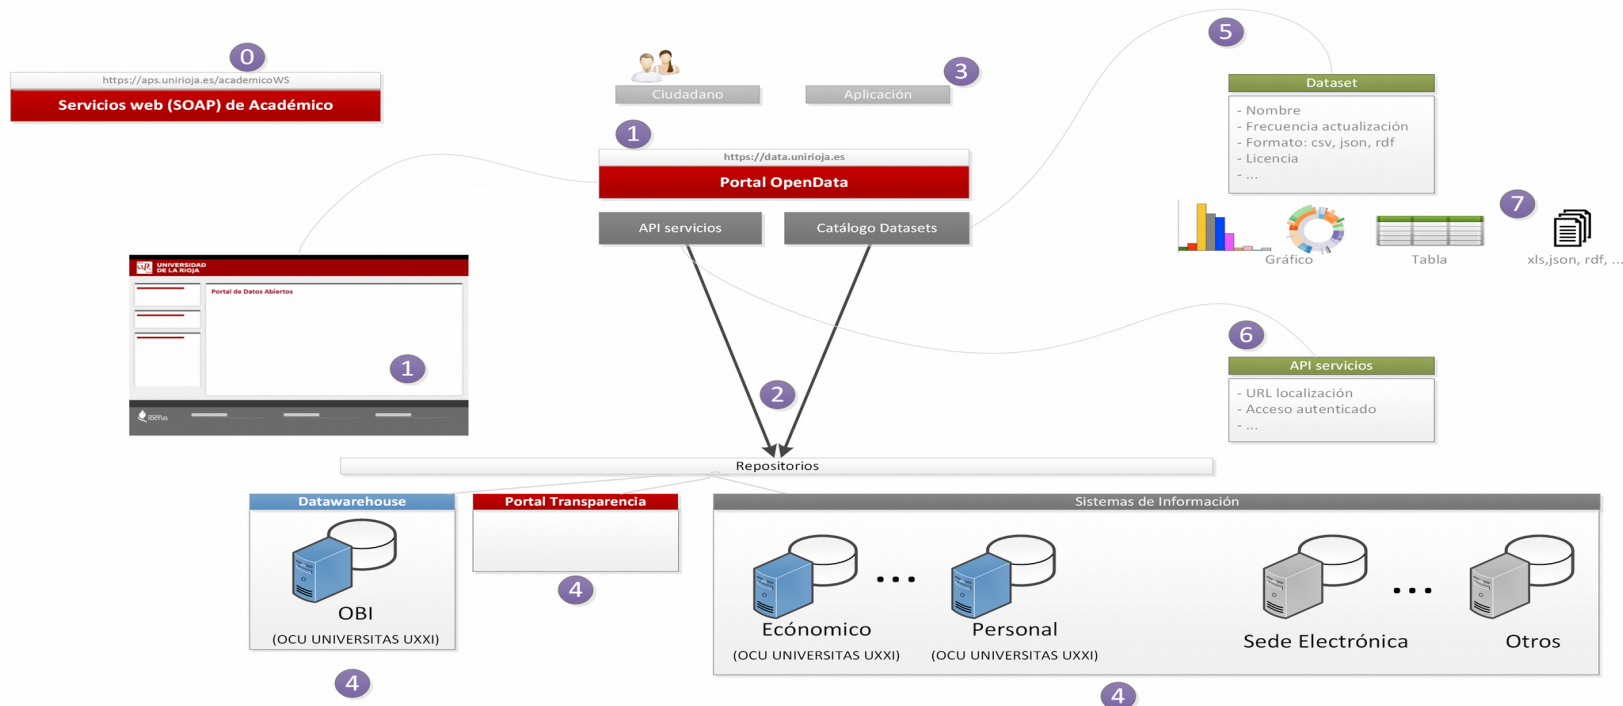 0
https://aps.unirioja.es/academicoWS
Servicios web (SOAP) de Académico
Ciudadano
Aplicación
3
1
https://data.unirioja.es
Portal OpenData
API servicios
Catálogo Datasets
5
Dataset
- Nombre
- Frecuencia actualización
- Formato: csv, json, rdf
- Licencia
- ...
7
Gráfico
Tabla
xls,json, rdf, ...
UNIVERSIDAD
DE LA RIOJA
Portal de Datos Abiertos
1
2
6
API servicios
- URL localización
- Acceso autenticado
- ...
Repositorios
Datawarehouse
OBI
(OCU UNIVERSITAS UXXI)
4
Portal Transparencia
4
Sistemas de Información
...
...
Ecónomico
(OCU UNIVERSITAS UXXI)
Personal
(OCU UNIVERSITAS UXXI)
Sede Electrónica
Otros
4